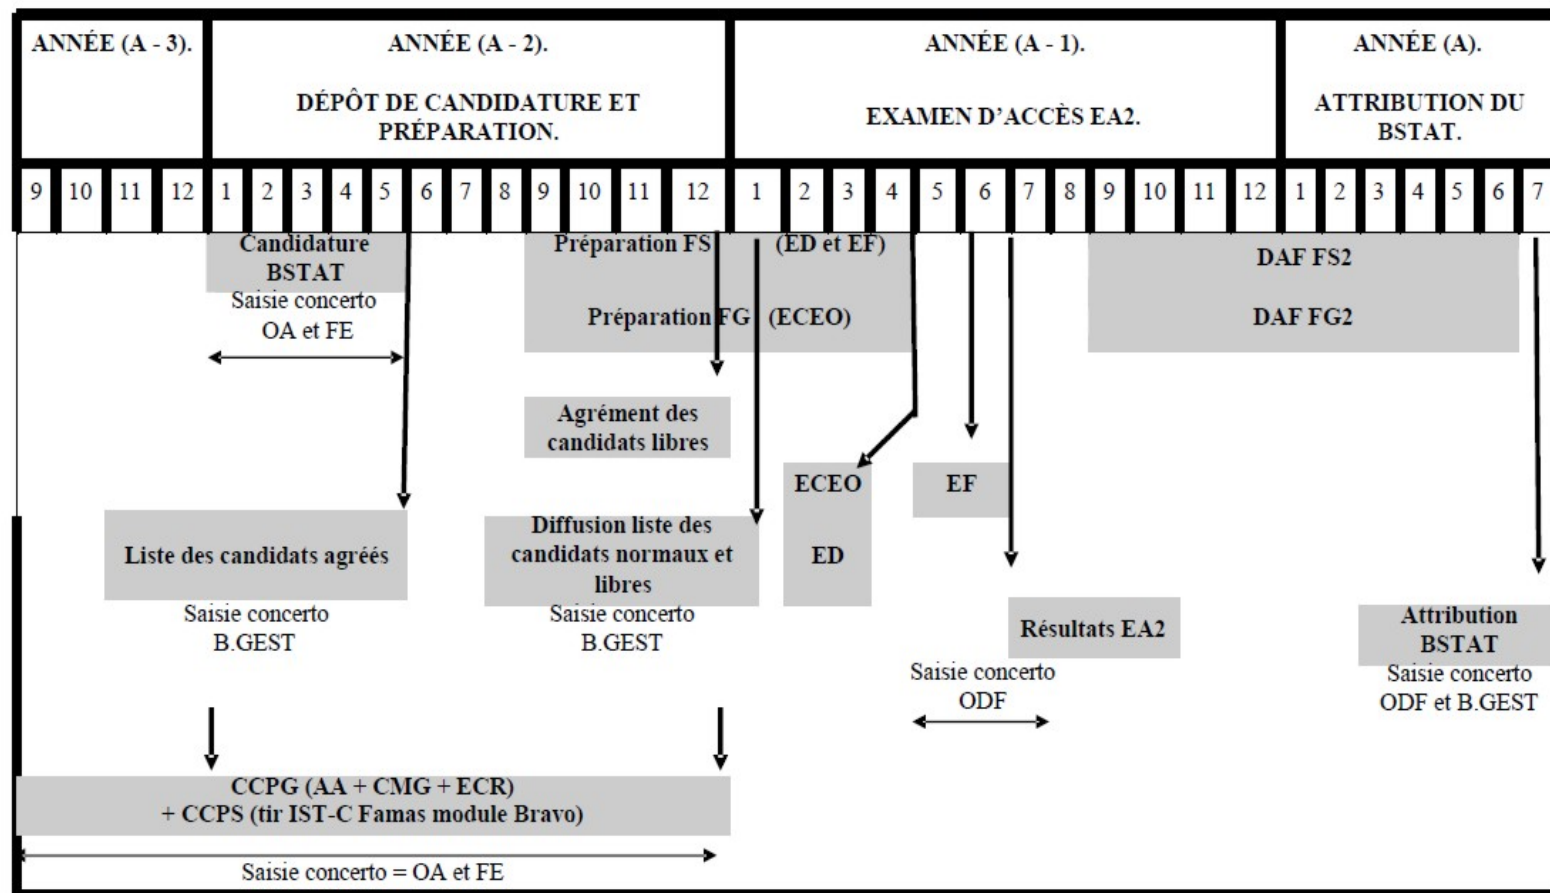 ANNÉE (A - 3).
ANNÉE (A - 2).
DÉPÔT DE CANDIDATURE ET
PRÉPARATION.
ANNÉE (A - 1).
EXAMEN D’ACCÈS EA2.
ANNÉE (A).
ATTRIBUTION DU
BSTAT.
9 10 11 12 1 2 3 4 5 6 7 8 9 10 11 12 1 2 3 4 5 6 7 8 9 10 11 12 1 2 3 4 5 6 7
Candidature
BSTAT
Saisie concerto
OA et FE
Préparation FS (ED et EF)
Préparation FG (ECEO)
DAF FS2
DAF FG2
Agrément des
candidats libres
ECEO
ED
EF
Liste des candidats agréés
Saisie concerto
B.GEST
Diffusion liste des
candidats normaux et
libres
Saisie concerto
B.GEST
Résultats EA2
Saisie concerto
ODF
Attribution
BSTAT
Saisie concerto
ODF et B.GEST
CCPG (AA + CMG + ECR)
+ CCPS (tir IST-C Famas module Bravo)
Saisie concerto = OA et FE